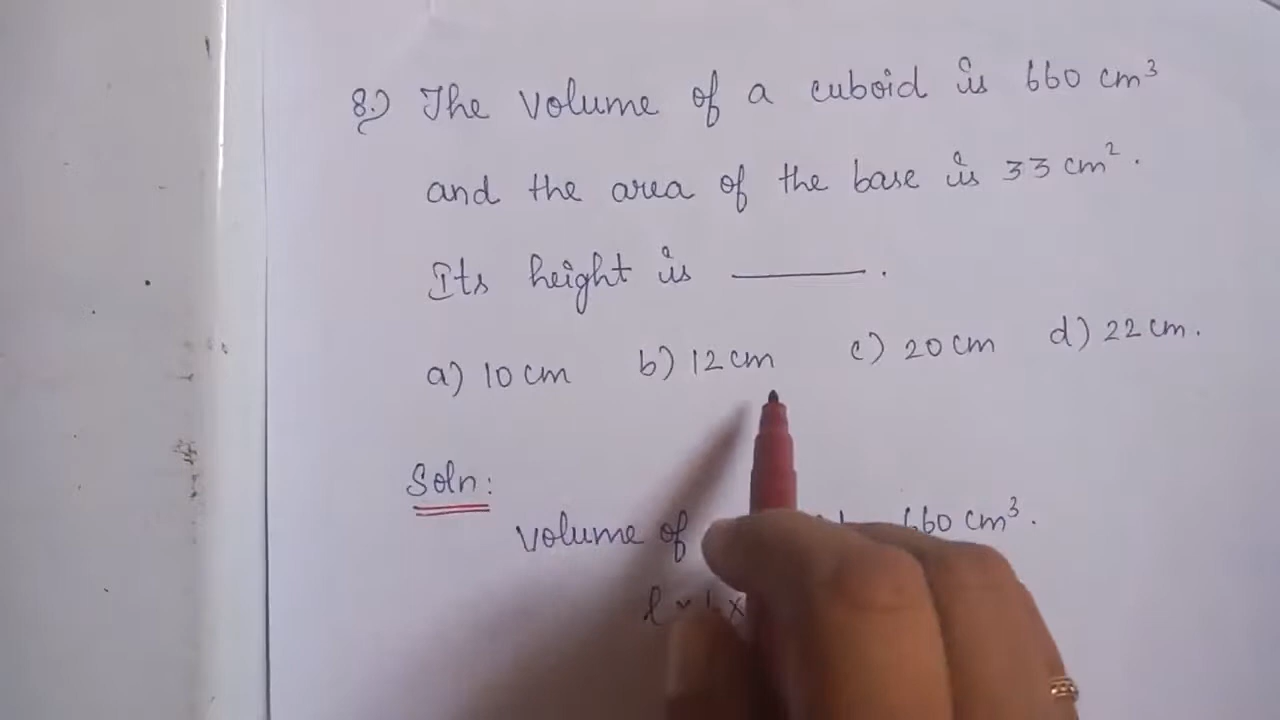 8.) The volume of a cuboid is 660 cm³
and the area of the base is 33 cm².
Its height is ______.
a) 10 cm b) 12 cm c) 20 cm d) 22 cm.
Soln:
Volume of 660 cm³.
l × b ×